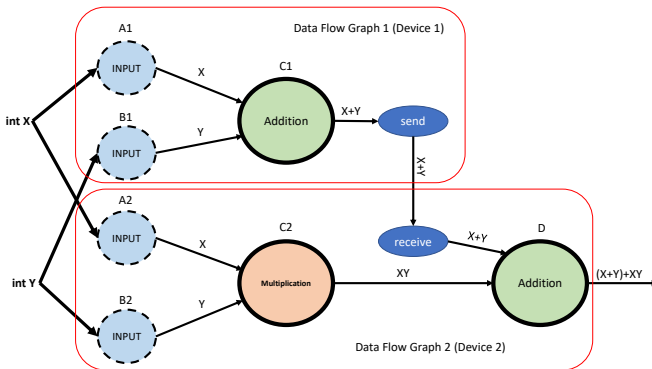 Data Flow Graph 1 (Device 1)
A1
INPUT
X
C1
Addition
X+Y
send
int X
B1
INPUT
Y
X+Y
A2
INPUT
X
C2
Multiplication
XY
receive
X+Y
D
Addition
(X+Y)+XY
int Y
B2
INPUT
Y
Data Flow Graph 2 (Device 2)